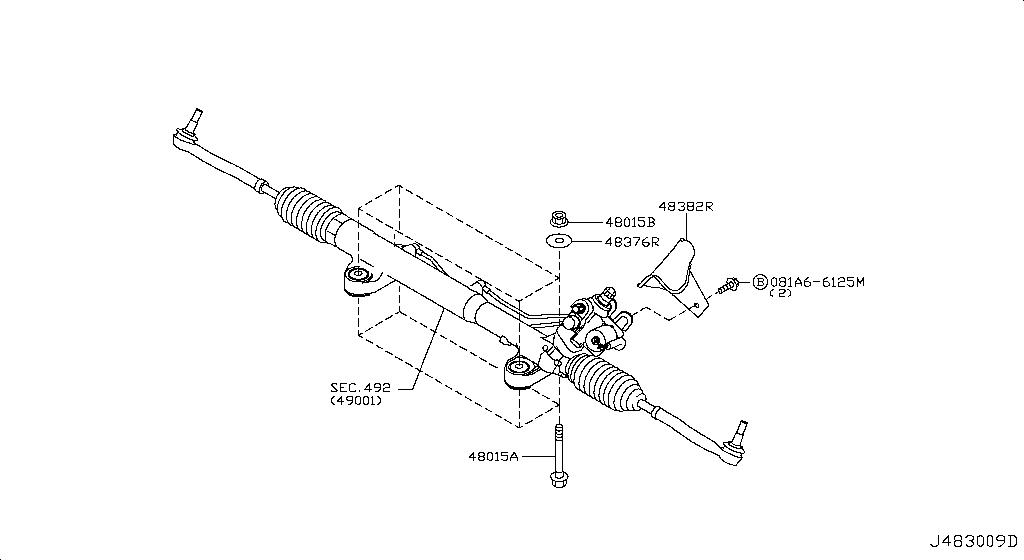 48015B
48382R
48376R
B 081A6-6125M
(2)
SEC.492
(49001)
48015A
J483009D